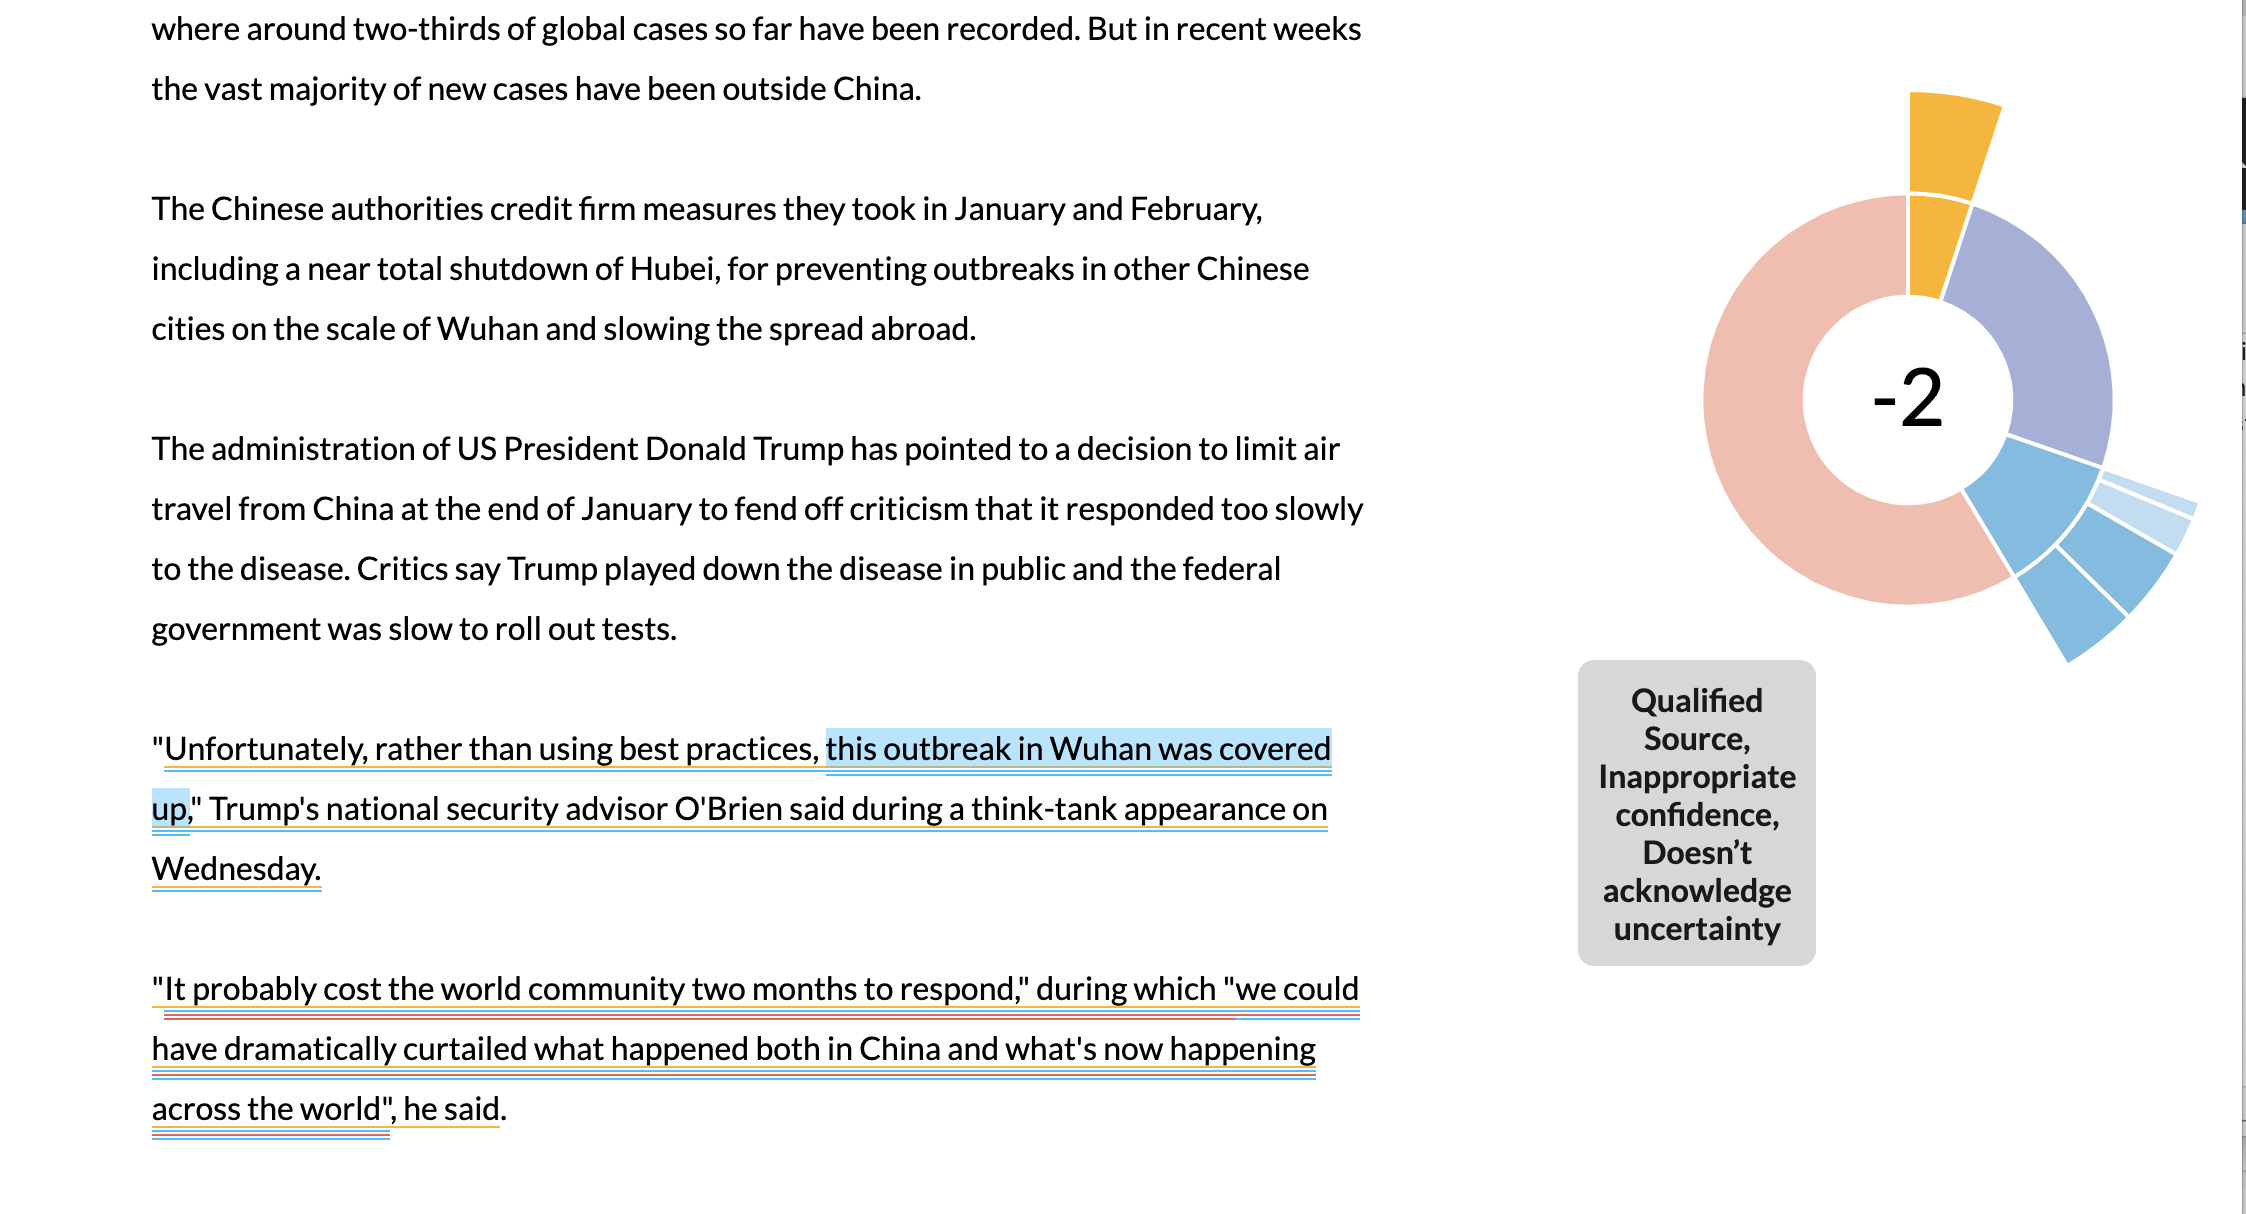 where around two-thirds of global cases so far have been recorded. But in recent weeks
the vast majority of new cases have been outside China.
The Chinese authorities credit firm measures they took in January and February,
including a near total shutdown of Hubei, for preventing outbreaks in other Chinese
cities on the scale of Wuhan and slowing the spread abroad.
The administration of US President Donald Trump has pointed to a decision to limit air
travel from China at the end of January to fend off criticism that it responded too slowly
to the disease. Critics say Trump played down the disease in public and the federal
government was slow to roll out tests.
"Unfortunately, rather than using best practices, this outbreak in Wuhan was covered
up," Trump's national security advisor O'Brien said during a think-tank appearance on
Wednesday.
"It probably cost the world community two months to respond," during which "we could
have dramatically curtailed what happened both in China and what's now happening
across the world", he said.
-2
Qualified
Source,
Inappropriate
confidence,
Doesn’t
acknowledge
uncertainty